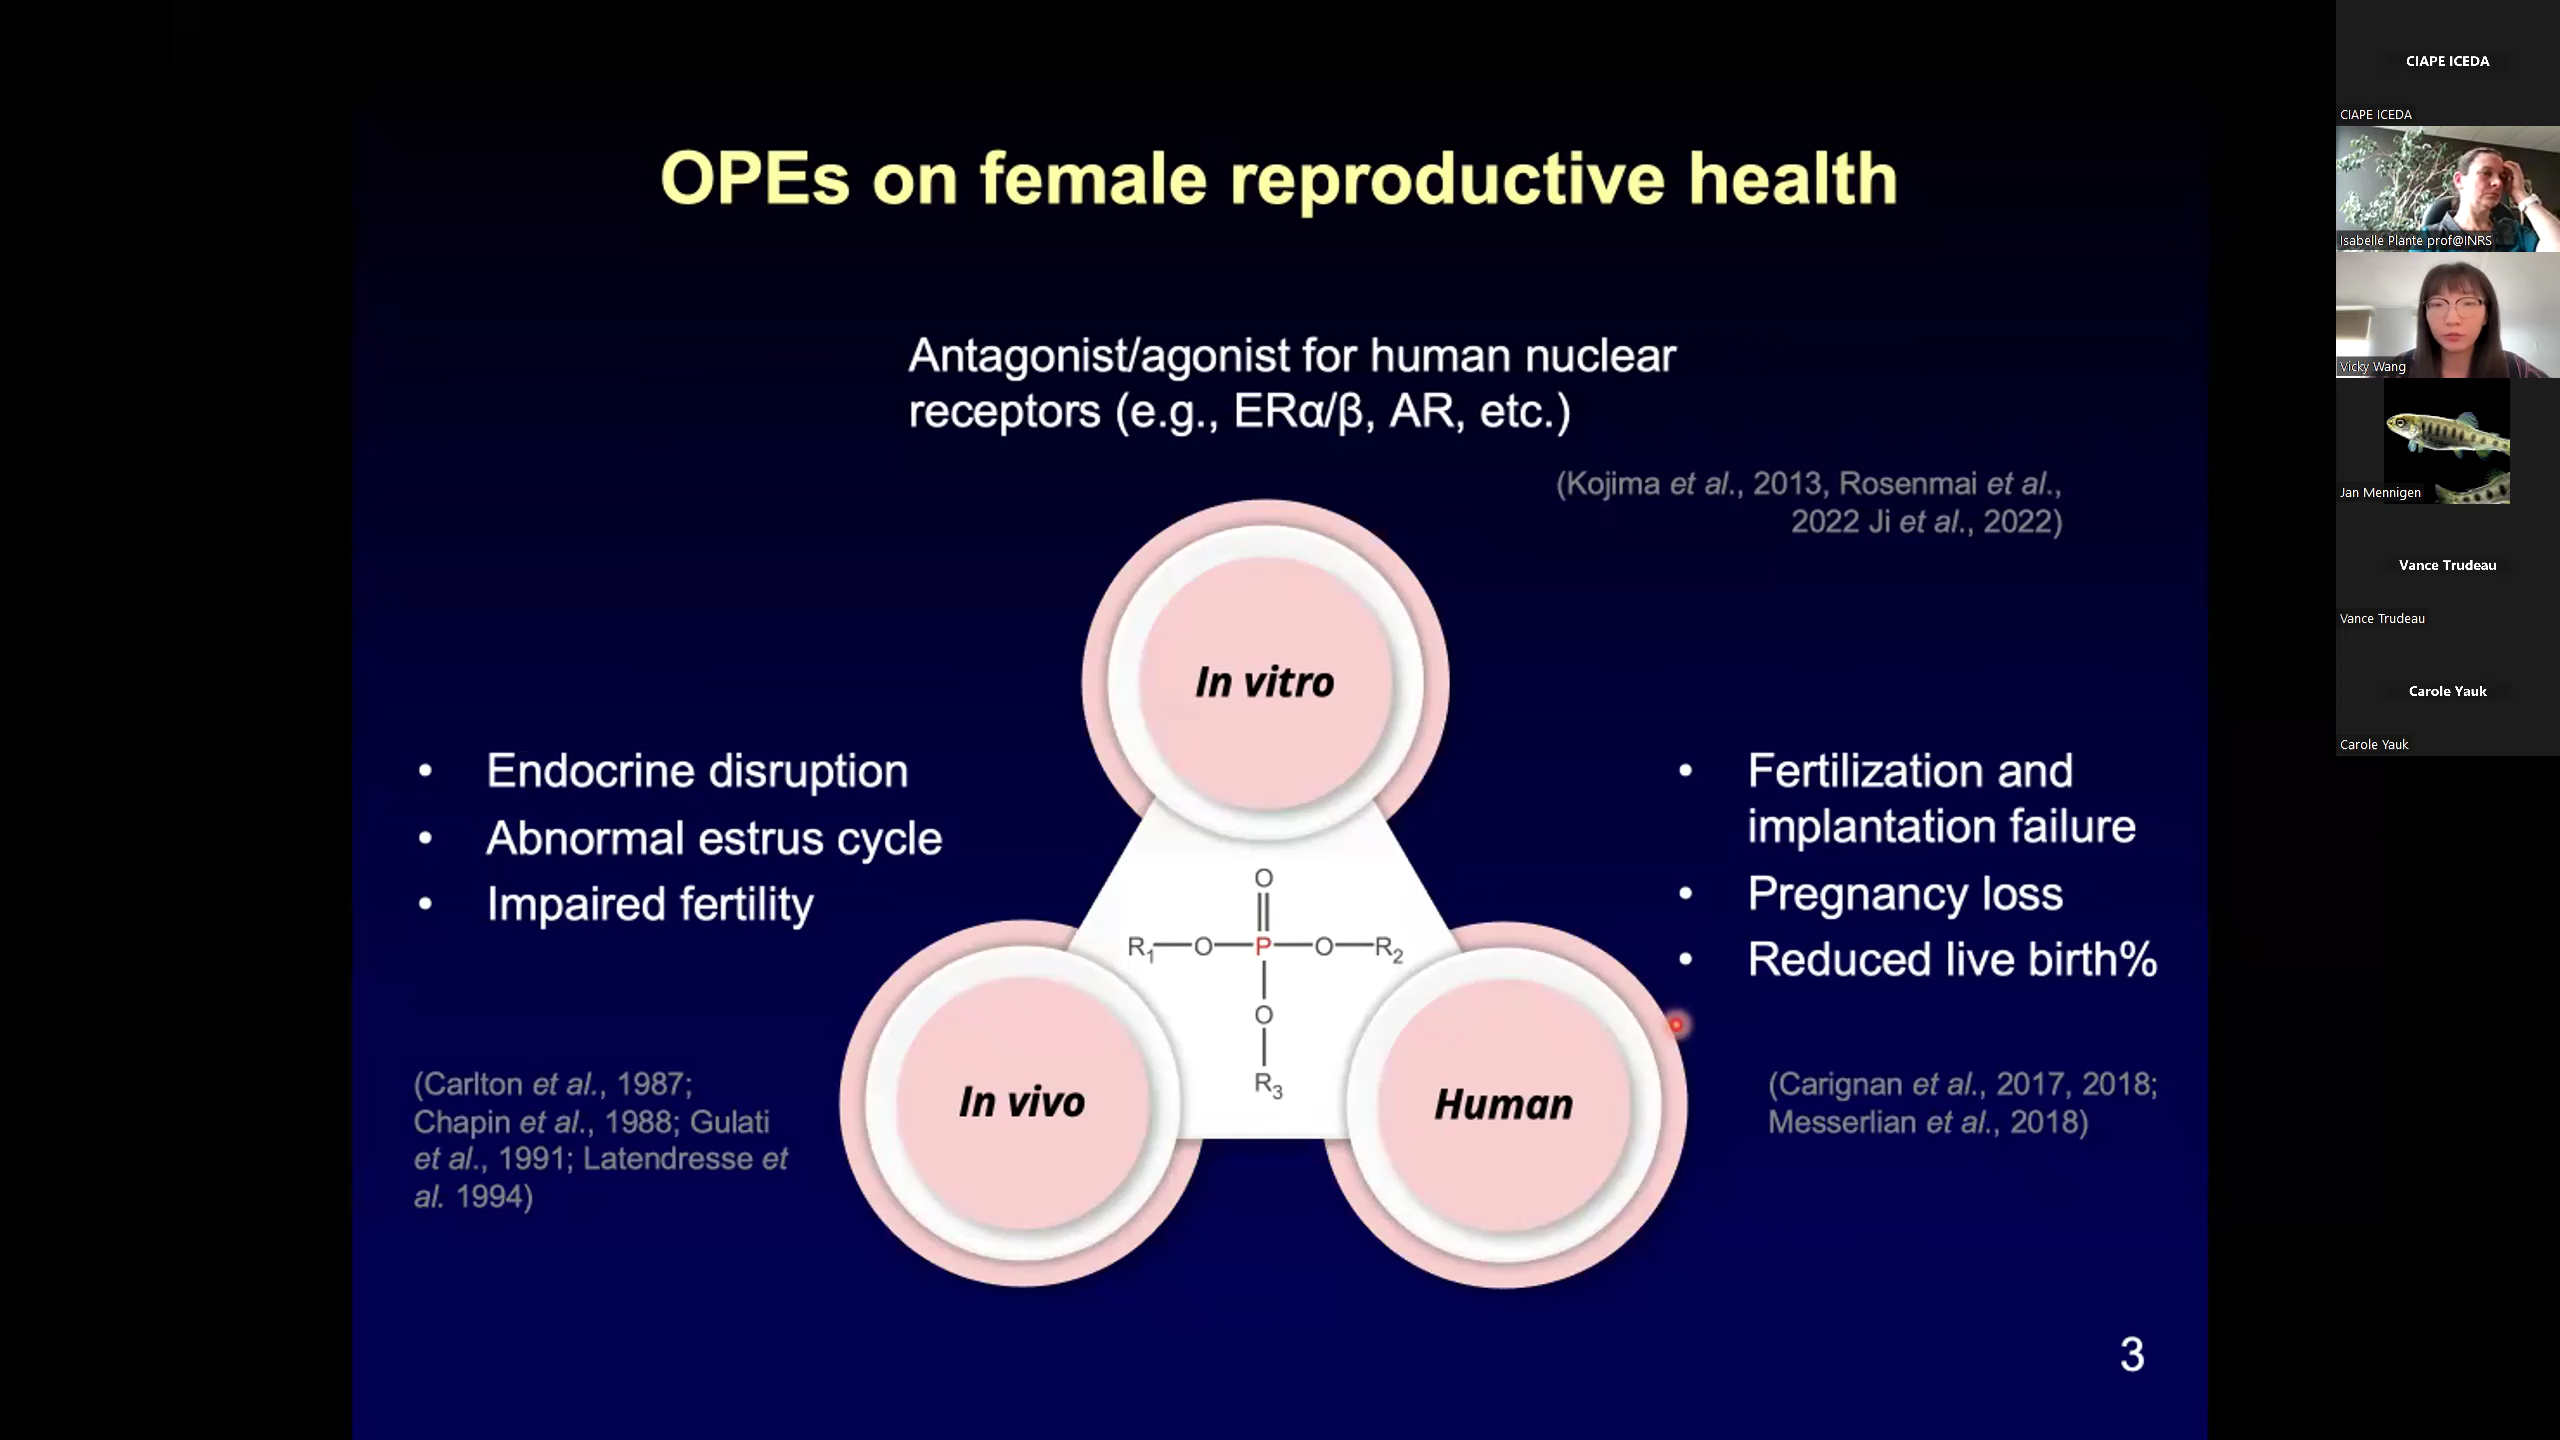 OPEs on female reproductive health
Antagonist/agonist for human nuclear
receptors (e.g., ERα/β, AR, etc.)
(Kojima et al., 2013, Rosenmai et al.,
2022 Ji et al., 2022)
In vitro
• Endocrine disruption
• Abnormal estrus cycle
• Impaired fertility
(Carlton et al., 1987;
Chapin et al., 1988; Gulati
et al., 1991; Latendresse et
al. 1994)
In vivo
O
R1—O—P—O—R2
O
R3
Human
• Fertilization and
implantation failure
• Pregnancy loss
• Reduced live birth%
(Carignan et al., 2017, 2018;
Messerlian et al., 2018)
3
CIAPE ICEDA
CIAPE ICEDA
Isabelle Plante prof@INRS
Vicky Wang
Jan Mennigen
Vance Trudeau
Vance Trudeau
Carole Yauk
Carole Yauk